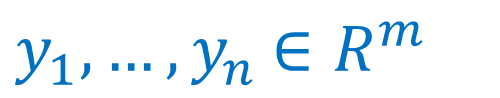 y₁, … , yₙ ∈ Rᵐ